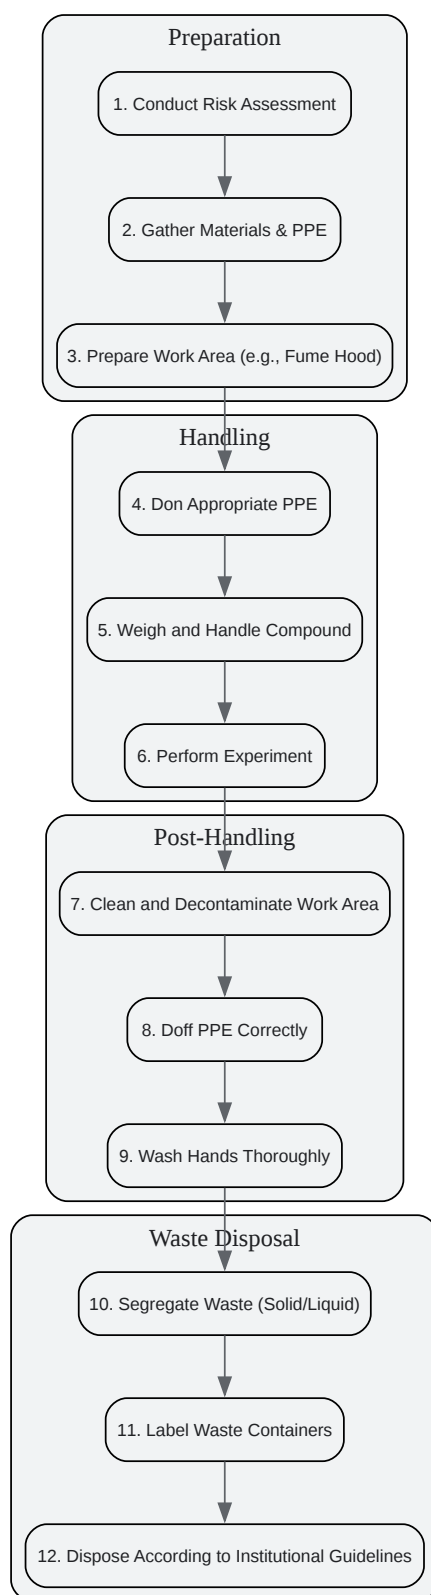 Preparation
1. Conduct Risk Assessment
2. Gather Materials & PPE
3. Prepare Work Area (e.g., Fume Hood)
Handling
4. Don Appropriate PPE
5. Weigh and Handle Compound
6. Perform Experiment
Post-Handling
7. Clean and Decontaminate Work Area
8. Doff PPE Correctly
9. Wash Hands Thoroughly
Waste Disposal
10. Segregate Waste (Solid/Liquid)
11. Label Waste Containers
12. Dispose According to Institutional Guidelines